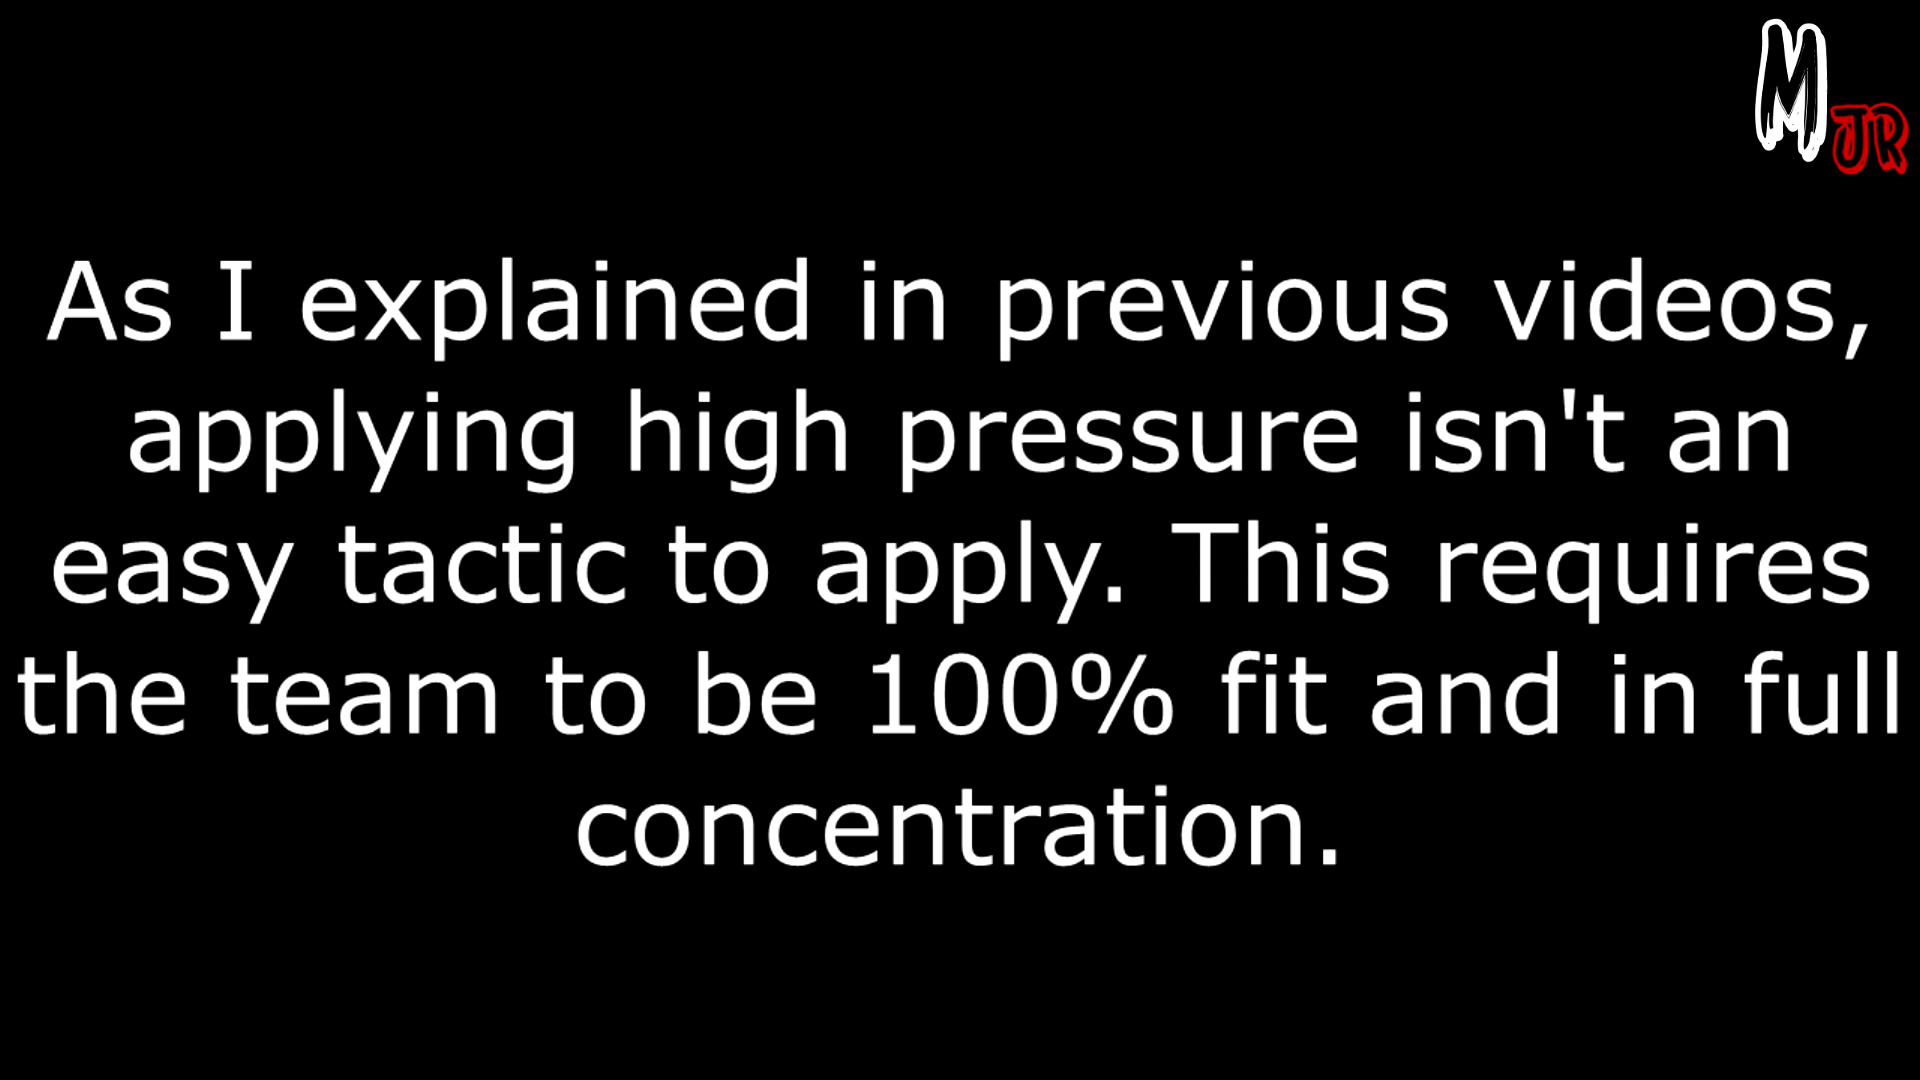 M
JR
As I explained in previous videos,
applying high pressure isn't an
easy tactic to apply. This requires
the team to be 100% fit and in full
concentration.